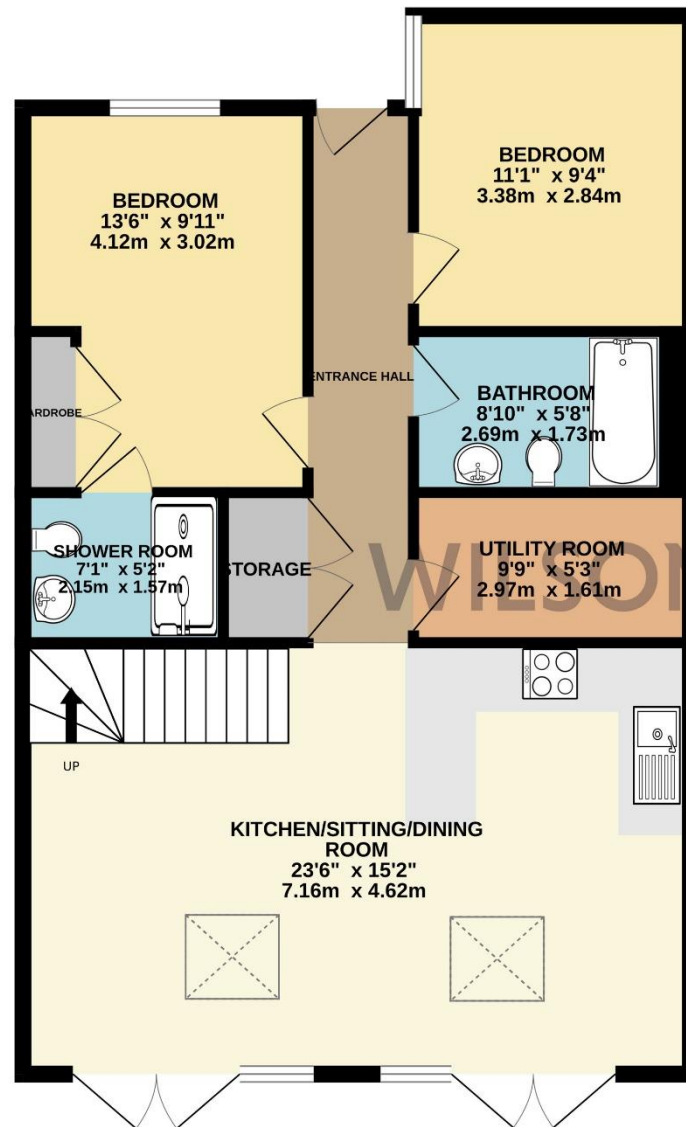 BEDROOM
11'1" x 9'4"
3.38m x 2.84m
BEDROOM
13'6" x 9'11"
4.12m x 3.02m
ENTRANCE HALL
ARDROBE
BATHROOM
8'10" x 5'8"
2.69m x 1.73m
SHOWER ROOM
7'1" x 5'2"
2.15m x 1.57m
STORAGE
WILSON
UTILITY ROOM
9'9" x 5'3"
2.97m x 1.61m
UP
KITCHEN/SITTING/DINING
ROOM
23'6" x 15'2"
7.16m x 4.62m